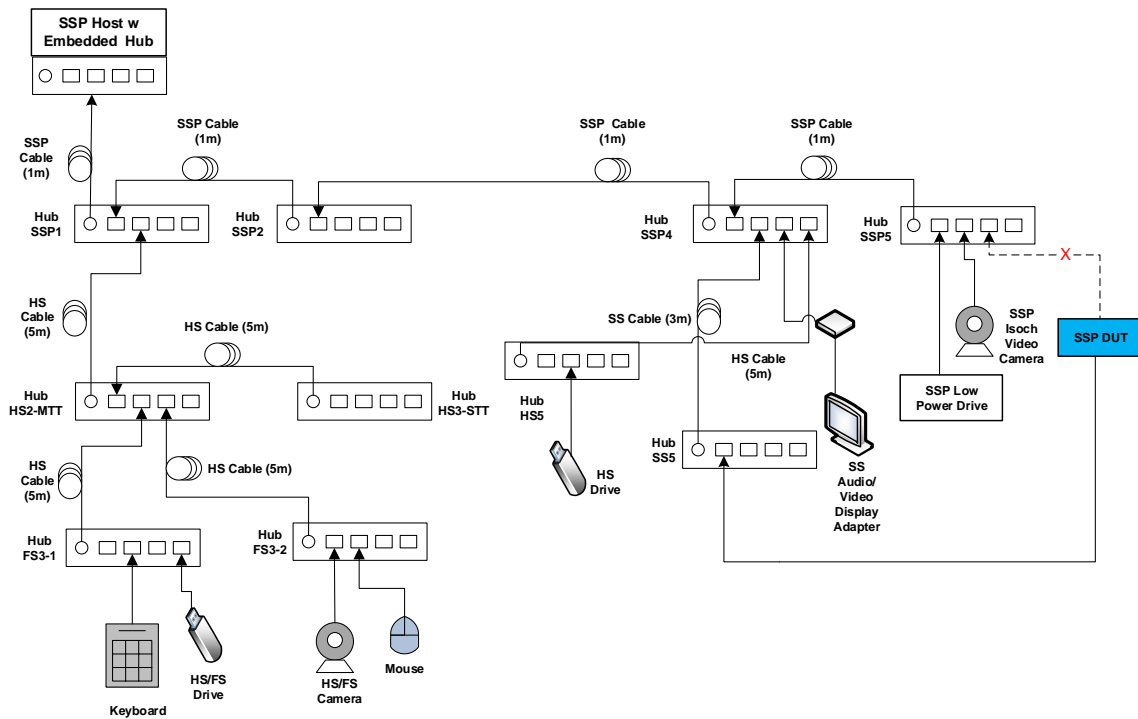 SSP Host w
Embedded Hub
SSP
Cable
(1m)
SSP Cable
(1m)
SSP Cable
(1m)
SSP Cable
(1m)
Hub
SSP1
Hub
SSP2
Hub
SSP4
Hub
SSP5
X
HS
Cable
(5m)
HS Cable (5m)
SS Cable (3m)
HS Cable
(5m)
SSP
Isoch
Video
Camera
SSP DUT
Hub
HS2-MTT
Hub
HS3-STT
Hub
HS5
SSP Low
Power Drive
HS
Cable
(5m)
HS Cable (5m)
HS
Drive
Hub
SS5
SS
Audio/
Video
Display
Adapter
Hub
FS3-1
Hub
FS3-2
Keyboard
HS/FS
Drive
HS/FS
Camera
Mouse